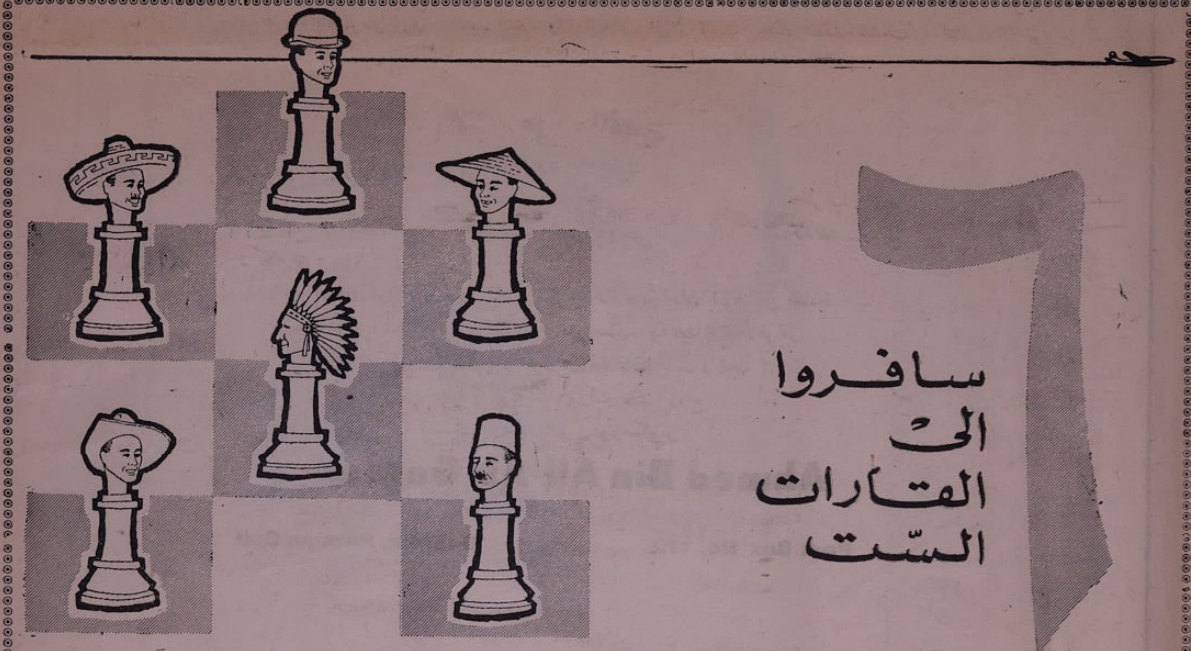 ٦
سافروا
الى
القارات
الستّ